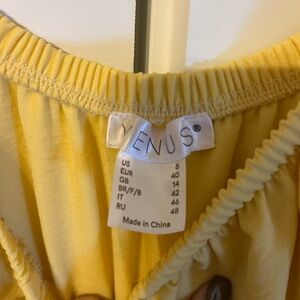 VENUS®
US 8
EUR 40
GB 14
BR/F/B 42
IT 46
RU 48
Made in China